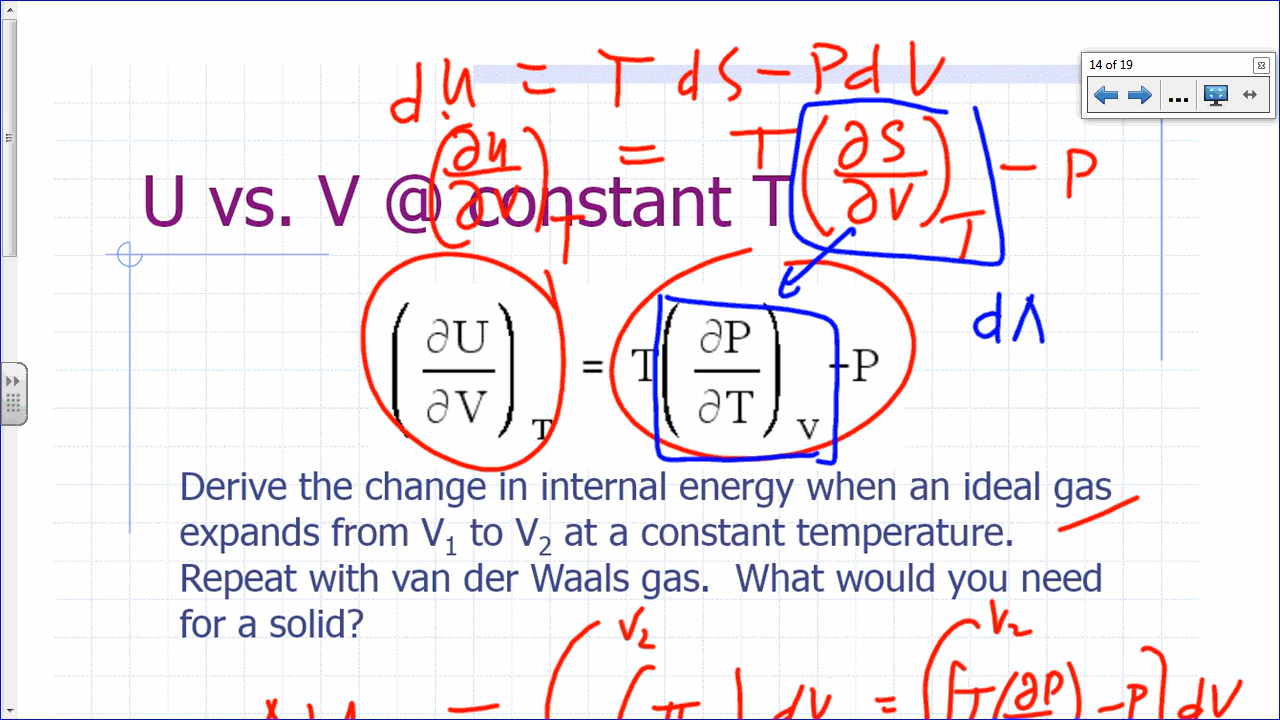 14 of 19
du = T dS - P dV
(∂u/∂V)T = T (∂S/∂V)T - P
U vs. V @ constant T
dA
(∂U/∂V)T = T(∂P/∂T)V - P
Derive the change in internal energy when an ideal gas
expands from V1 to V2 at a constant temperature.
Repeat with van der Waals gas. What would you need
for a solid?
V2 V2
dV = [T(∂P -P] dV